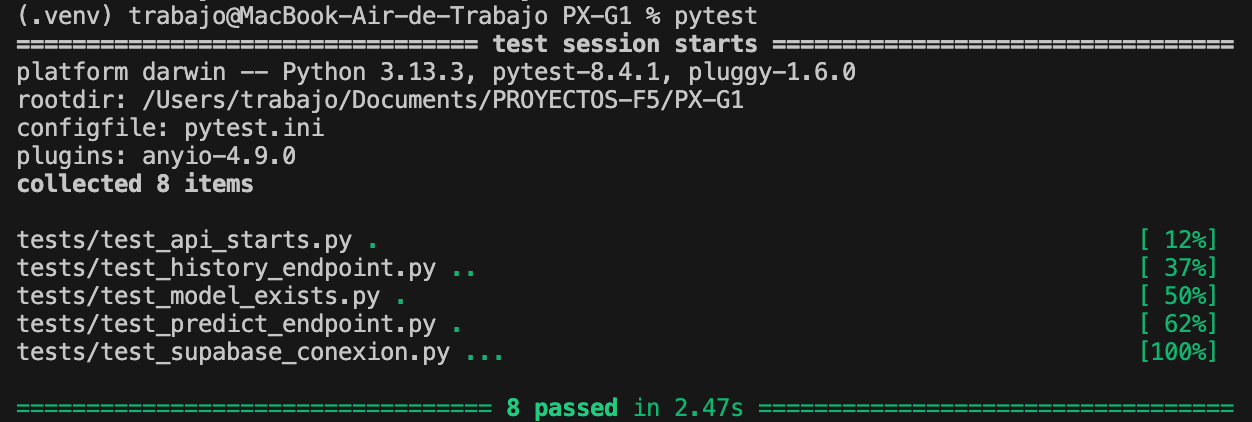 (.venv) trabajo@MacBook-Air-de-Trabajo PX-G1 % pytest
================================= test session starts =================================
platform darwin -- Python 3.13.3, pytest-8.4.1, pluggy-1.6.0
rootdir: /Users/trabajo/Documents/PROYECTOS-F5/PX-G1
configfile: pytest.ini
plugins: anyio-4.9.0
collected 8 items

tests/test_api_starts.py . [ 12%]
tests/test_history_endpoint.py .. [ 37%]
tests/test_model_exists.py . [ 50%]
tests/test_predict_endpoint.py . [ 62%]
tests/test_supabase_conexion.py ... [100%]

================================== 8 passed in 2.47s ==================================